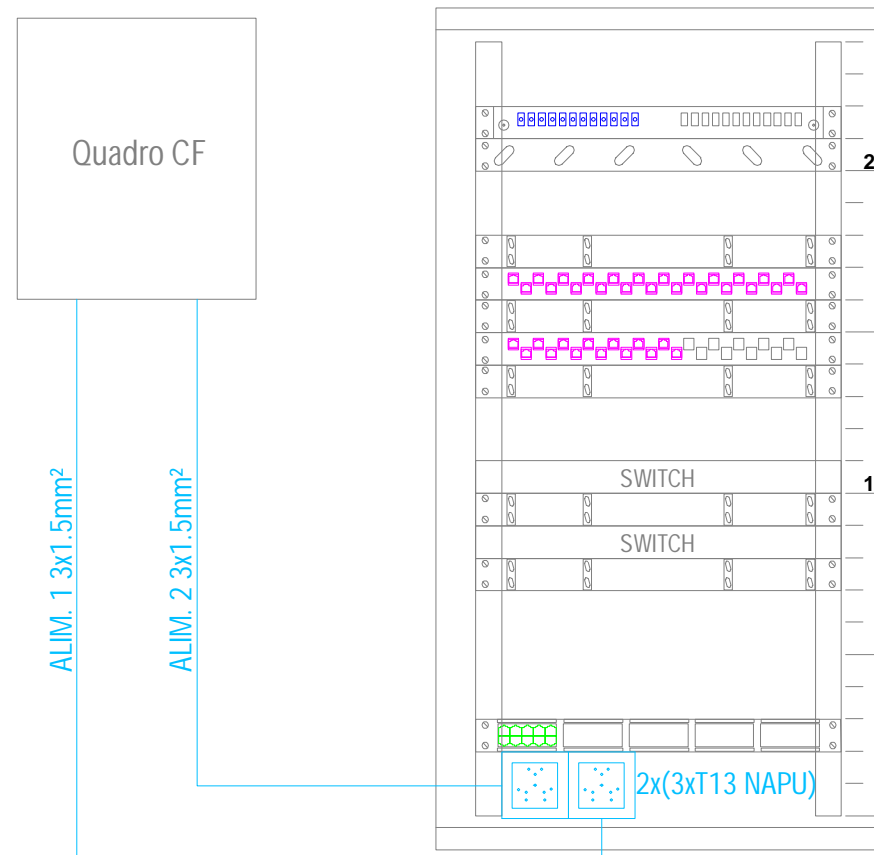 Quadro CF
2
SWITCH
1
SWITCH
ALIM. 1 3x1.5mm²
ALIM. 2 3x1.5mm²
2x(3xT13 NAPU)